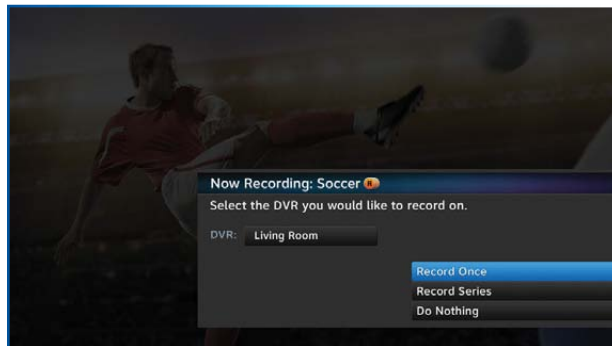 Now Recording: Soccer
Select the DVR you would like to record on.
DVR: Living Room
Record Once
Record Series
Do Nothing